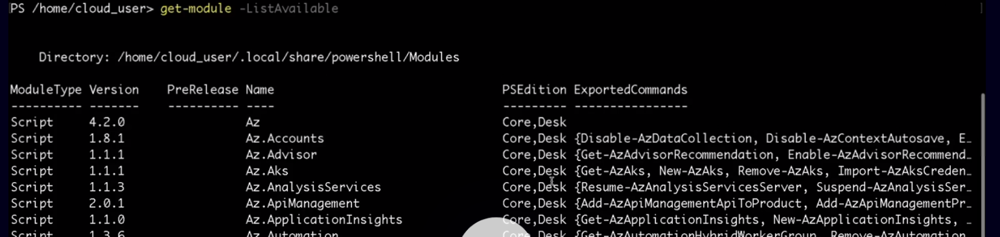 PS /home/cloud_user> get-module -ListAvailable
Directory: /home/cloud_user/.local/share/powershell/Modules
ModuleType Version    PreRelease Name                                PSEdition ExportedCommands
---------- -------    ---------- ----                                --------- ----------------
Script     4.2.0                 Az                                  Core,Desk
Script     1.8.1                 Az.Accounts                         Core,Desk {Disable-AzDataCollection, Disable-AzContextAutosave, E…
Script     1.1.1                 Az.Advisor                          Core,Desk {Get-AzAdvisorRecommendation, Enable-AzAdvisorRecommend…
Script     1.1.1                 Az.Aks                              Core,Desk {Get-AzAks, New-AzAks, Remove-AzAks, Import-AzAksCreden…
Script     1.1.3                 Az.AnalysisServices                 Core,Desk {Resume-AzAnalysisServicesServer, Suspend-AzAnalysisSer…
Script     2.0.1                 Az.ApiManagement                    Core,Desk {Add-AzApiManagementApiToProduct, Add-AzApiManagementPr…
Script     1.1.0                 Az.ApplicationInsights              Core,Desk {Get-AzApplicationInsights, New-AzApplicationInsights, …
Script     1.3.6                 Az.Automation                       Core,Desk {Get-AzAutomationHybridWorkerGroup, Remove-AzAutomation